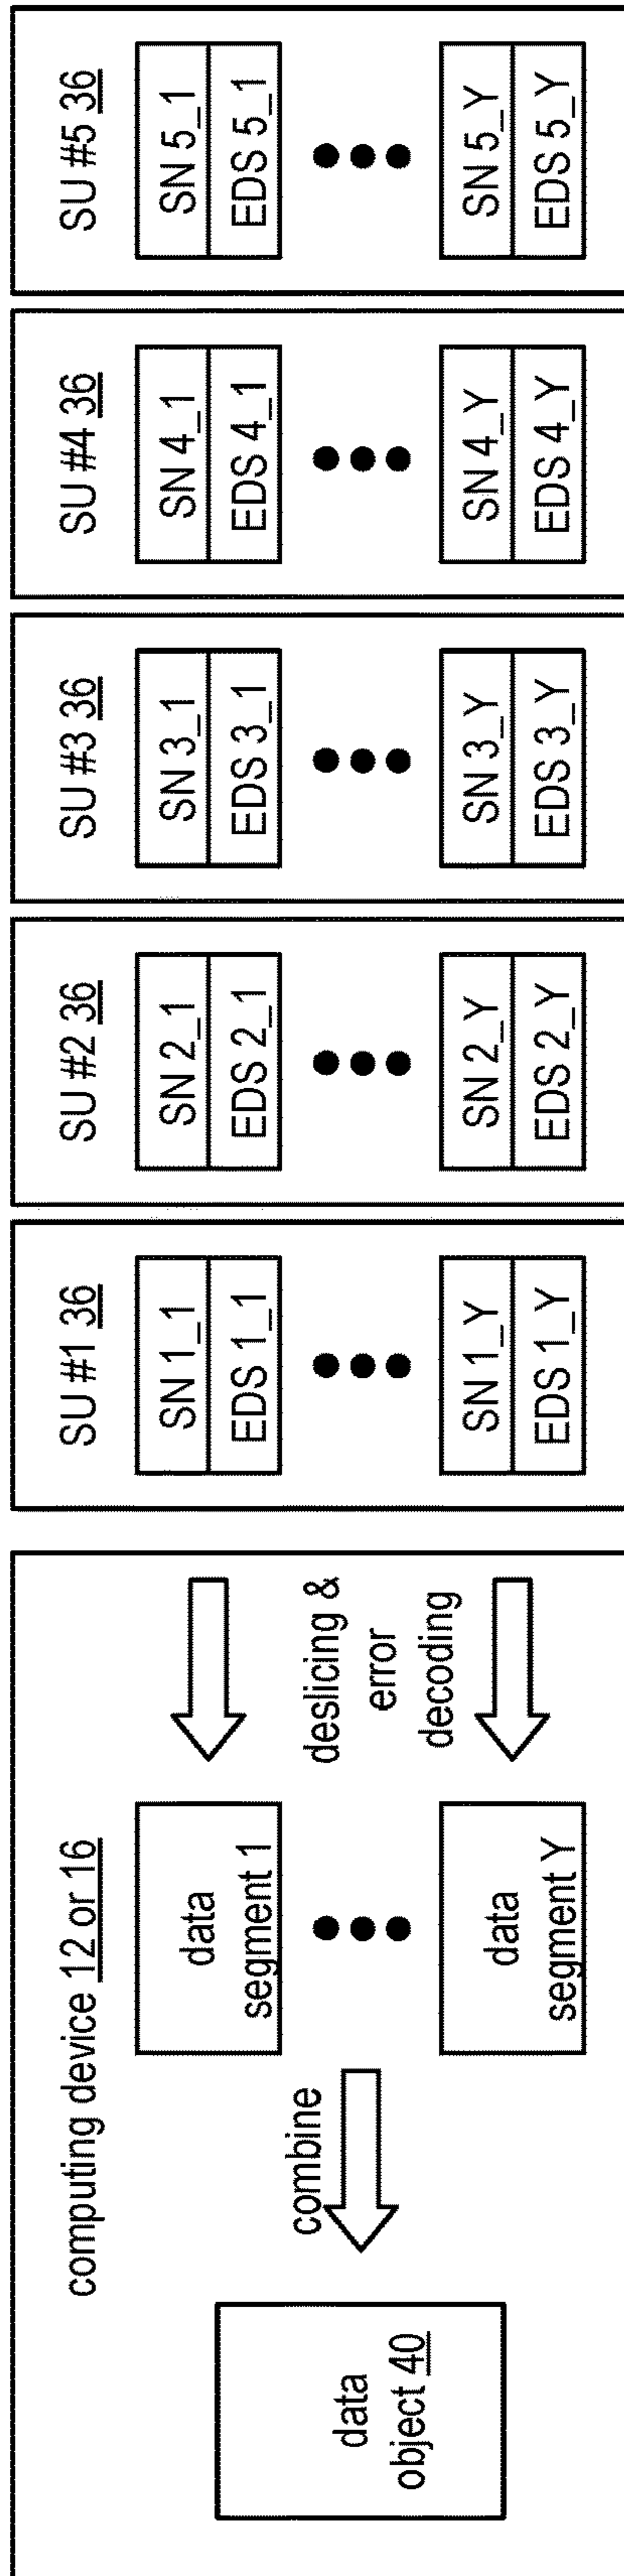 computing device 12 or 16
data
object 40
combine
data
segment 1
data
segment Y
deslicing &
error
decoding
SU #1 36
SN 1_1
EDS 1_1
SN 1_Y
EDS 1_Y
SU #2 36
SN 2_1
EDS 2_1
SN 2_Y
EDS 2_Y
SU #3 36
SN 3_1
EDS 3_1
SN 3_Y
EDS 3_Y
SU #4 36
SN 4_1
EDS 4_1
SN 4_Y
EDS 4_Y
SU #5 36
SN 5_1
EDS 5_1
SN 5_Y
EDS 5_Y